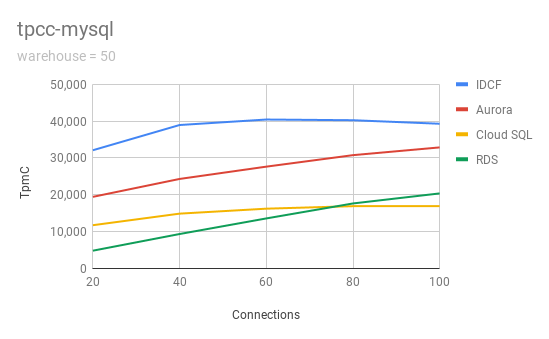 tpcc-mysql
warehouse = 50
50,000
40,000
30,000
20,000
10,000
0
TpmC
20 40 60 80 100
Connections
IDCF
Aurora
Cloud SQL
RDS